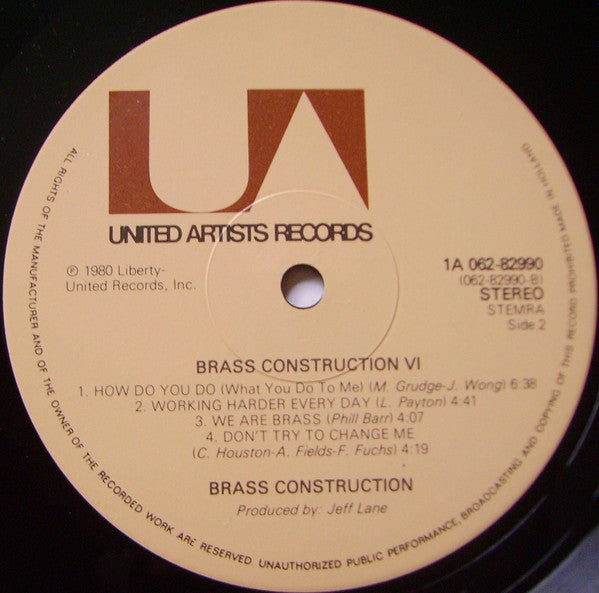 UA
UNITED ARTISTS RECORDS
℗ 1980 Liberty-
United Records, Inc.
1A 062-82990
(062-82990-B)
STEREO
STEMRA
Side 2
BRASS CONSTRUCTION VI
1. HOW DO YOU DO (What You Do To Me) (M. Grudge-J. Wong) 6:38
2. WORKING HARDER EVERY DAY (L. Payton) 4:41
3. WE ARE BRASS (Phill Barr) 4:07
4. DON'T TRY TO CHANGE ME
(C. Houston-A. Fields-F. Fuchs) 4:19
BRASS CONSTRUCTION
Produced by: Jeff Lane
ALL RIGHTS OF THE MANUFACTURER AND OF THE OWNER OF THE RECORDED WORK ARE RESERVED UNAUTHORIZED PUBLIC PERFORMANCE, BROADCASTING AND COPYING OF THIS RECORD PROHIBITED MADE IN HOLLAND